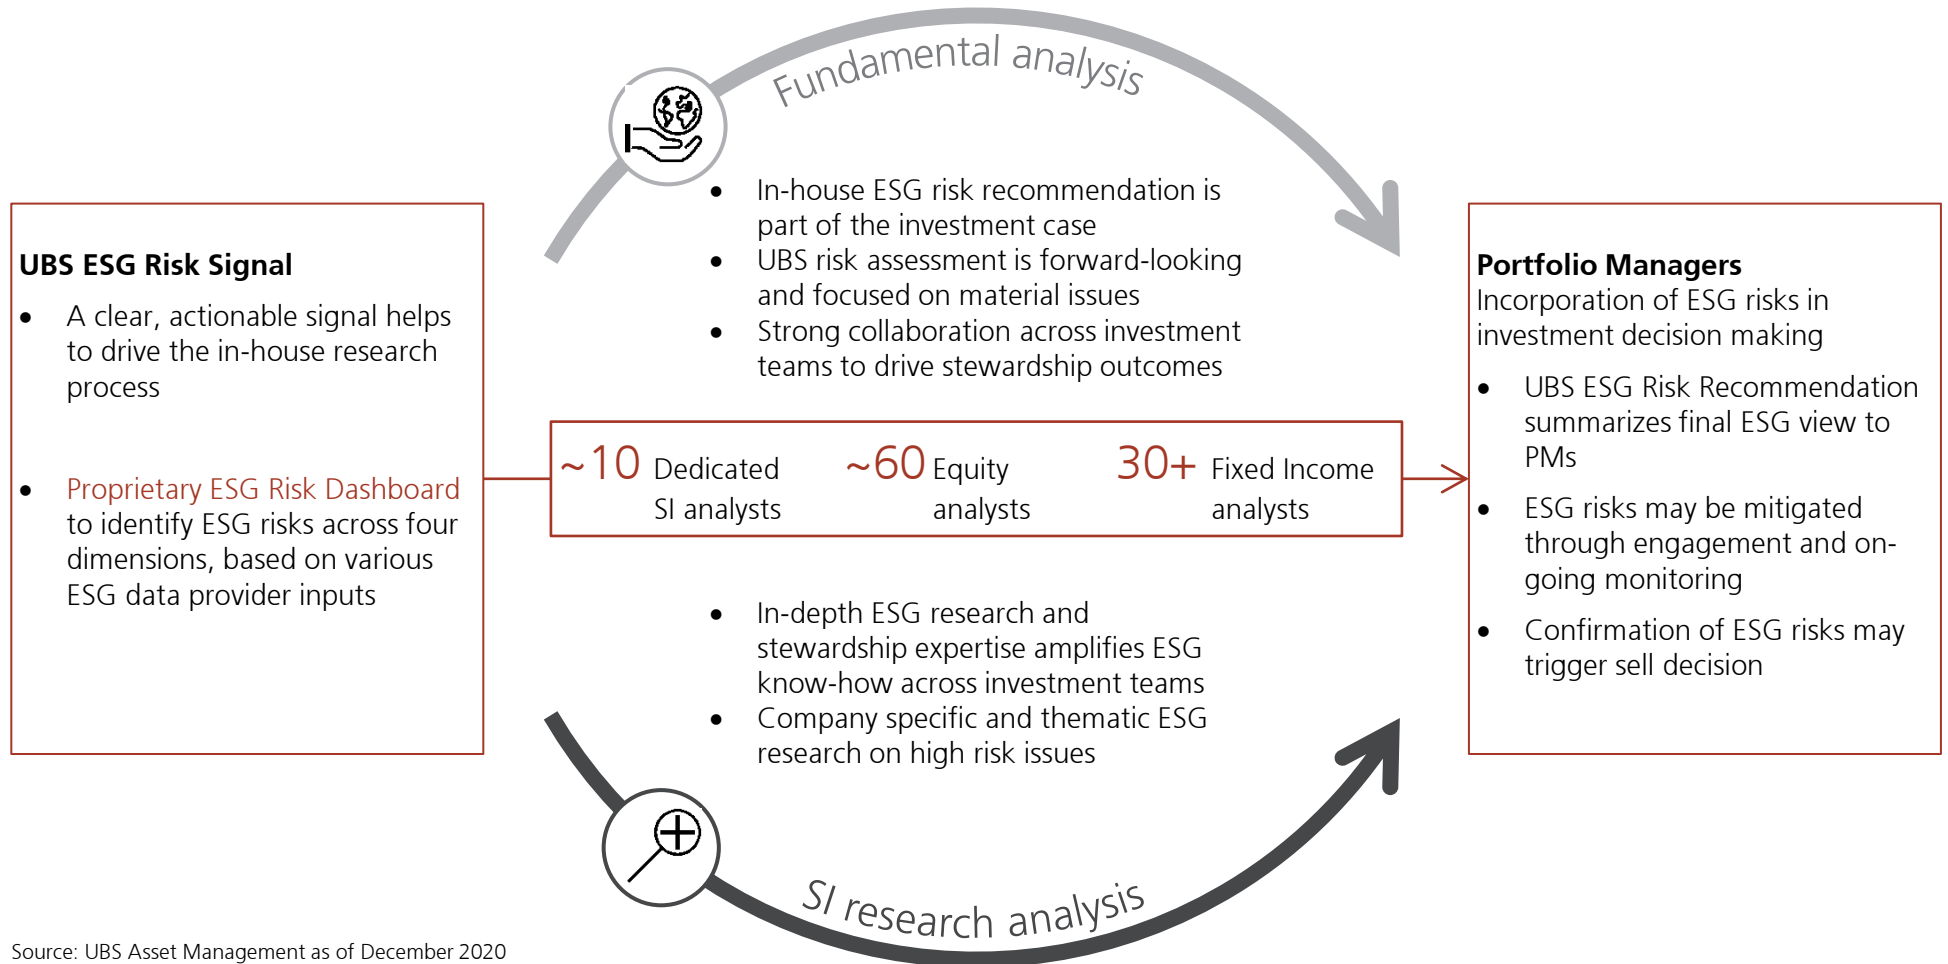 Fundamental analysis
• In-house ESG risk recommendation is
part of the investment case
• UBS risk assessment is forward-looking
and focused on material issues
• Strong collaboration across investment
teams to drive stewardship outcomes
UBS ESG Risk Signal
• A clear, actionable signal helps
to drive the in-house research
process
• Proprietary ESG Risk Dashboard
to identify ESG risks across four
dimensions, based on various
ESG data provider inputs
~10 Dedicated
SI analysts
~60 Equity
analysts
30+ Fixed Income
analysts
• In-depth ESG research and
stewardship expertise amplifies ESG
know-how across investment teams
• Company specific and thematic ESG
research on high risk issues
SI research analysis
Portfolio Managers
Incorporation of ESG risks in
investment decision making
• UBS ESG Risk Recommendation
summarizes final ESG view to
PMs
• ESG risks may be mitigated
through engagement and on-
going monitoring
• Confirmation of ESG risks may
trigger sell decision
Source: UBS Asset Management as of December 2020